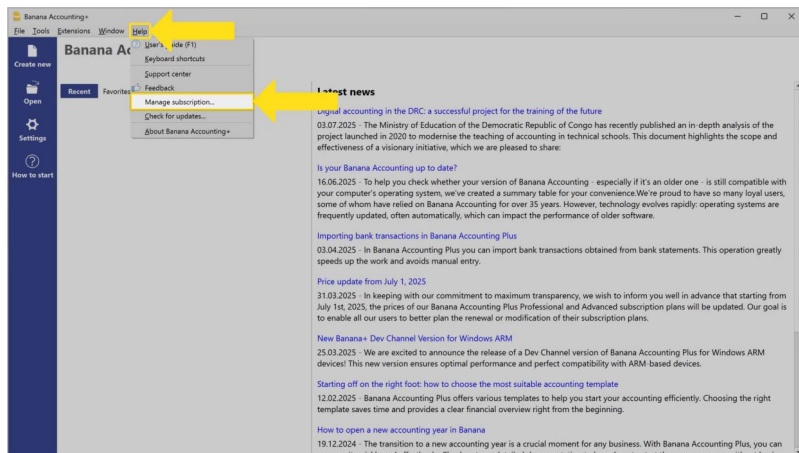 Banana Accounting+
File Tools Extensions Window Help
Create new
Open
Settings
How to start
Banana Ac
Recent Favorites
User's guide (F1)
Keyboard shortcuts
Support center
Feedback
Manage subscription...
Check for updates...
About Banana Accounting+
Latest news
Digital accounting in the DRC: a successful project for the training of the future
03.07.2025 - The Ministry of Education of the Democratic Republic of Congo has recently published an in-depth analysis of the
project launched in 2020 to modernise the teaching of accounting in technical schools. This document highlights the scope and
effectiveness of a visionary initiative, which we are pleased to share:
Is your Banana Accounting up to date?
16.06.2025 - To help you check whether your version of Banana Accounting - especially if it's an older one - is still compatible with
your computer's operating system, we've created a summary table for your convenience.We're proud to have so many loyal users,
some of whom have relied on Banana Accounting for over 35 years. However, technology evolves rapidly: operating systems are
frequently updated, often automatically, which can impact the performance of older software.
Importing bank transactions in Banana Accounting Plus
03.04.2025 - In Banana Accounting Plus you can import bank transactions obtained from bank statements. This operation greatly
speeds up the work and avoids manual entry.
Price update from July 1, 2025
31.03.2025 - In keeping with our commitment to maximum transparency, we wish to inform you well in advance that starting from
July 1st, 2025, the prices of our Banana Accounting Plus Professional and Advanced subscription plans will be updated. Our goal is
to enable all our users to better plan the renewal or modification of their subscription plans.
New Banana+ Dev Channel Version for Windows ARM
25.03.2025 - We are excited to announce the release of a Dev Channel version of Banana Accounting Plus for Windows ARM
devices! This new version ensures optimal performance and perfect compatibility with ARM-based devices.
Starting off on the right foot: how to choose the most suitable accounting template
12.02.2025 - Banana Accounting Plus offers various templates to help you start your accounting efficiently. Choosing the right
template saves time and provides a clear financial overview right from the beginning.
How to open a new accounting year in Banana
19.12.2024 - The transition to a new accounting year is a crucial moment for any business. With Banana Accounting Plus, you can